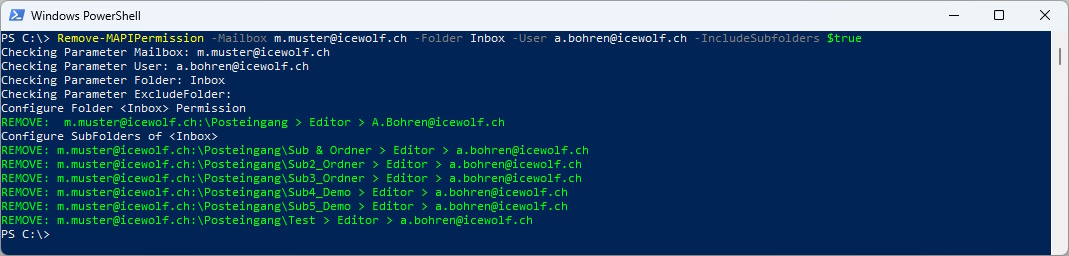 Windows PowerShell
PS C:\> Remove-MAPIPermission -Mailbox m.muster@icewolf.ch -Folder Inbox -User a.bohren@icewolf.ch -IncludeSubfolders $true
Checking Parameter Mailbox: m.muster@icewolf.ch
Checking Parameter User: a.bohren@icewolf.ch
Checking Parameter Folder: Inbox
Checking Parameter ExcludeFolder:
Configure Folder <Inbox> Permission
REMOVE:  m.muster@icewolf.ch:\Posteingang > Editor > A.Bohren@icewolf.ch
Configure SubFolders of <Inbox>
REMOVE: m.muster@icewolf.ch:\Posteingang\Sub & Ordner > Editor > a.bohren@icewolf.ch
REMOVE: m.muster@icewolf.ch:\Posteingang\Sub2_Ordner > Editor > a.bohren@icewolf.ch
REMOVE: m.muster@icewolf.ch:\Posteingang\Sub3_Ordner > Editor > a.bohren@icewolf.ch
REMOVE: m.muster@icewolf.ch:\Posteingang\Sub4_Demo > Editor > a.bohren@icewolf.ch
REMOVE: m.muster@icewolf.ch:\Posteingang\Sub5_Demo > Editor > a.bohren@icewolf.ch
REMOVE: m.muster@icewolf.ch:\Posteingang\Test > Editor > a.bohren@icewolf.ch
PS C:\>